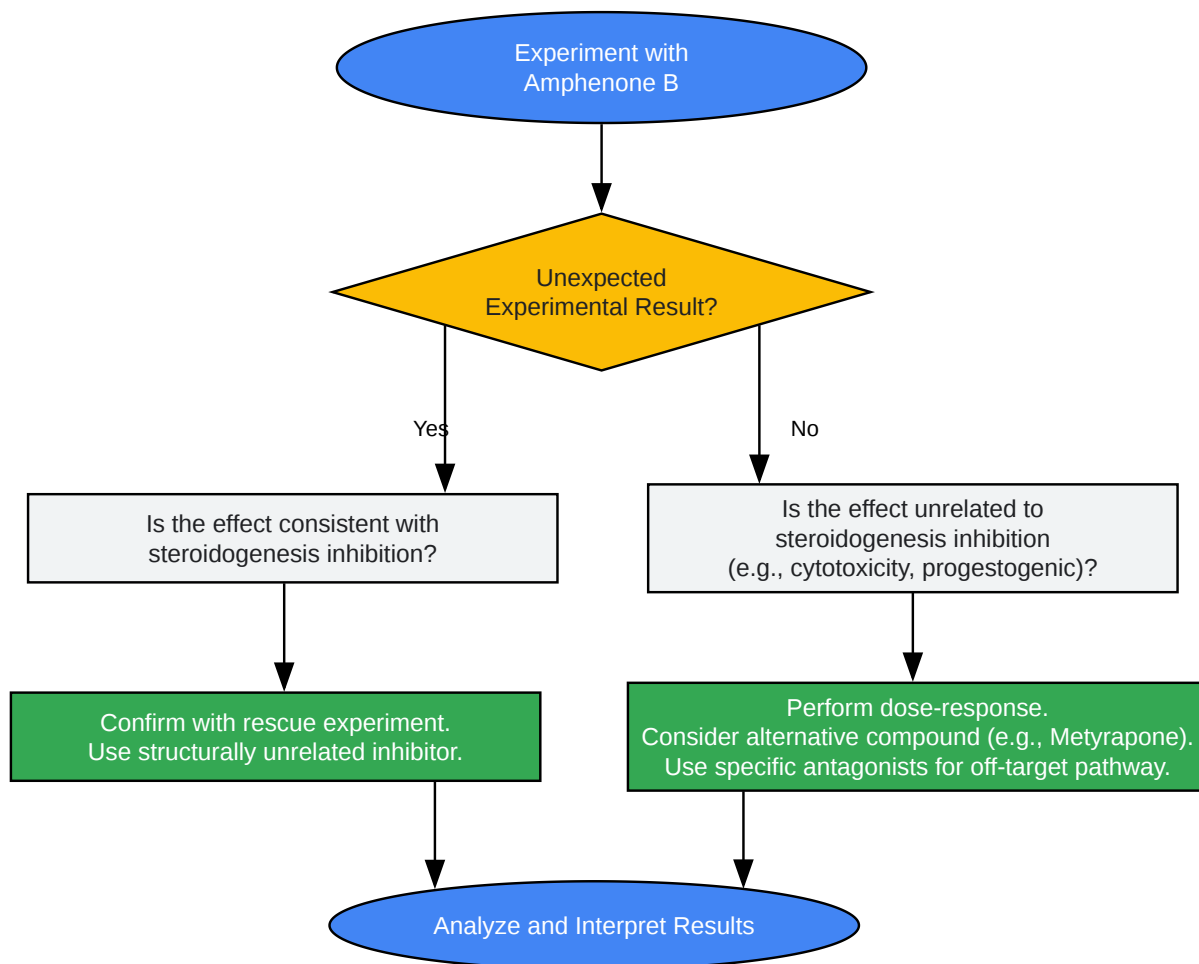 Experiment with
Amphenone B
Unexpected
Experimental Result?
Yes
No
Is the effect consistent with
steroidogenesis inhibition?
Is the effect unrelated to
steroidogenesis inhibition
(e.g., cytotoxicity, progestogenic)?
Confirm with rescue experiment.
Use structurally unrelated inhibitor.
Perform dose-response.
Consider alternative compound (e.g., Metyrapone).
Use specific antagonists for off-target pathway.
Analyze and Interpret Results